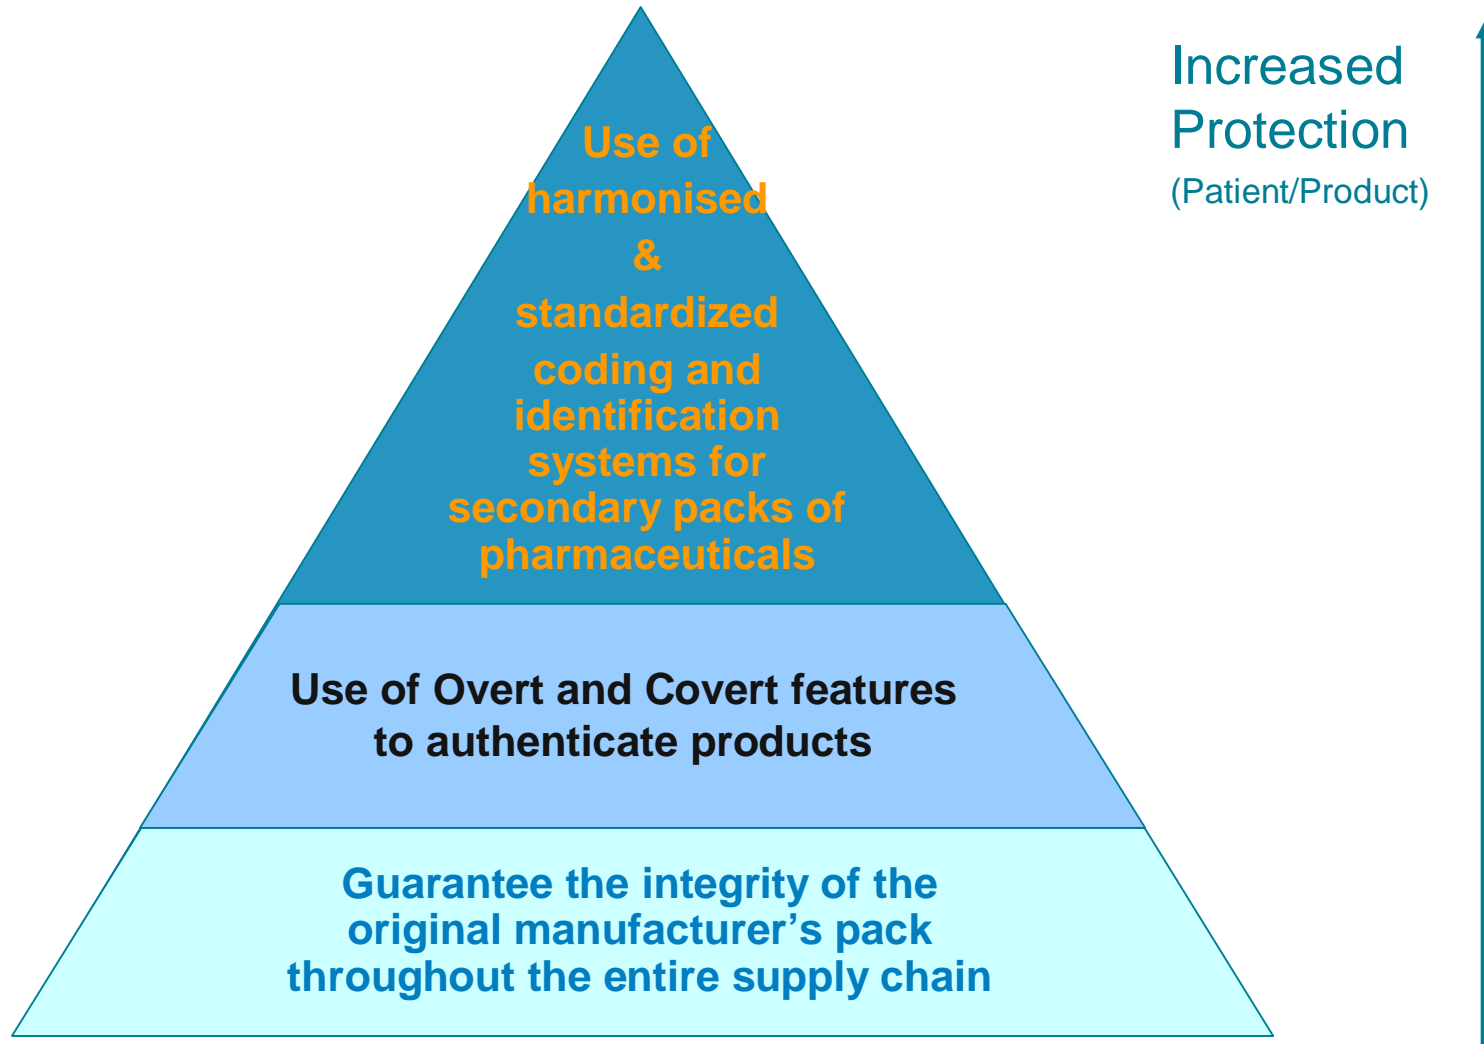 Increased
Protection
(Patient/Product)
Use of
harmonised
&
standardized
coding and
identification
systems for
secondary packs of
pharmaceuticals
Use of Overt and Covert features
to authenticate products
Guarantee the integrity of the
original manufacturer’s pack
throughout the entire supply chain